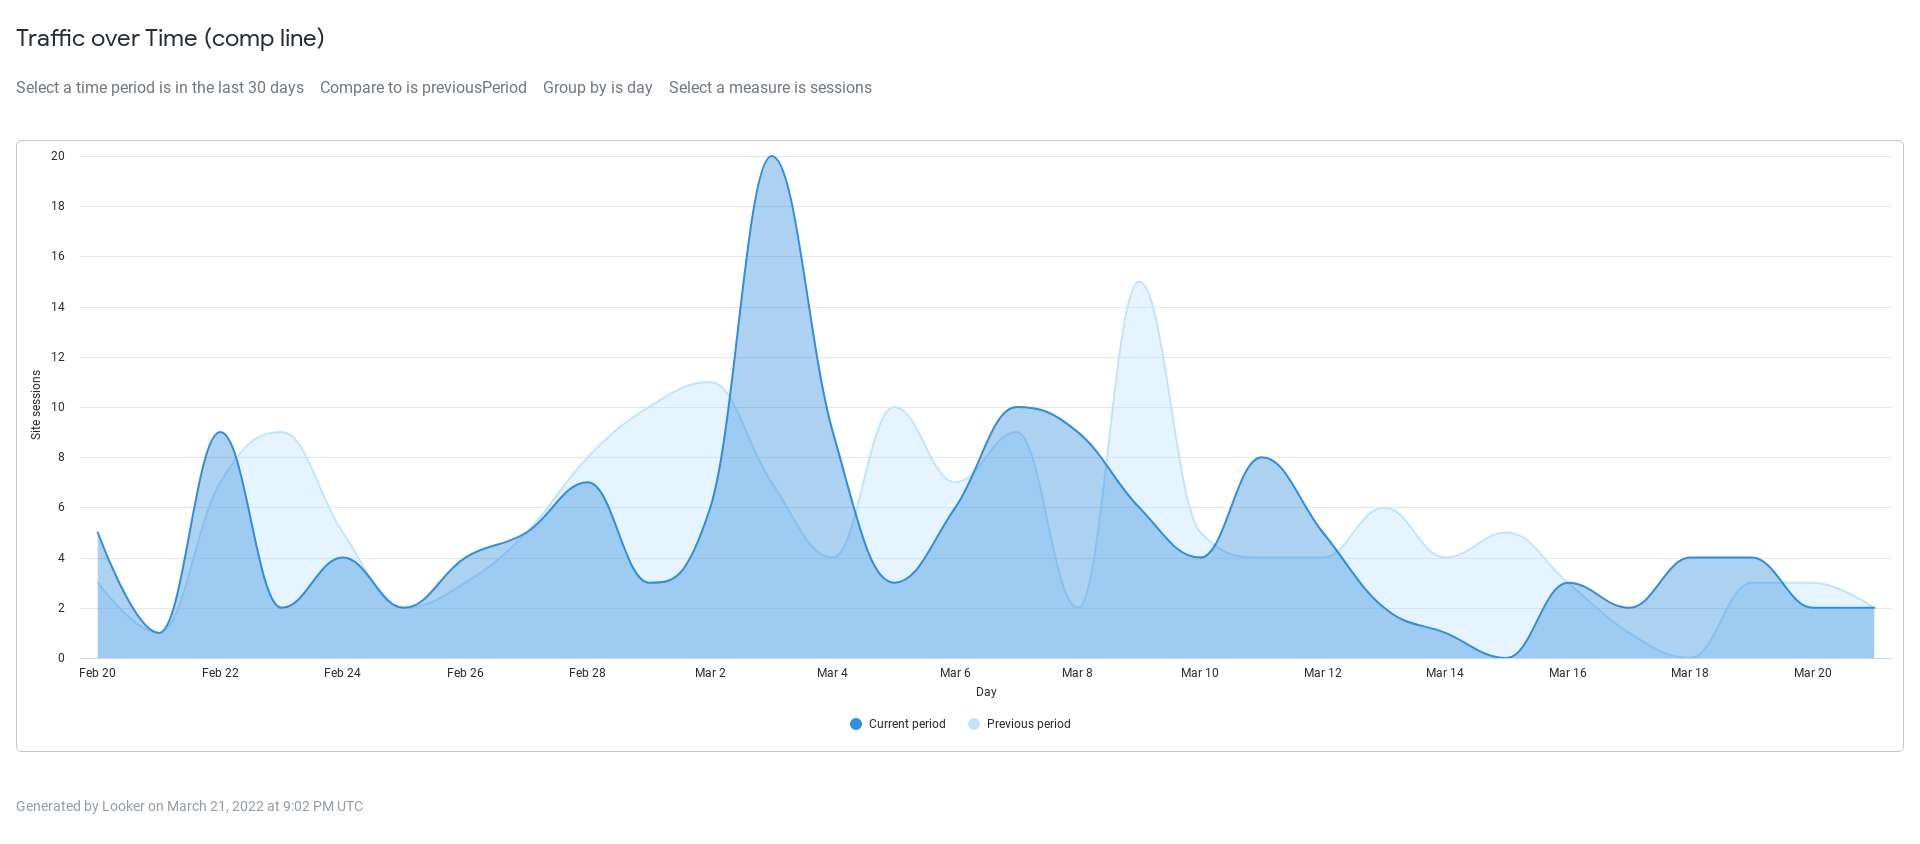 Traffic over Time (comp line)
Select a time period is in the last 30 days Compare to is previousPeriod Group by is day Select a measure is sessions
20
18
16
14
12
10
8
6
4
2
0
Site sessions
Feb 20 Feb 22 Feb 24 Feb 26 Feb 28 Mar 2 Mar 4 Mar 6 Mar 8 Mar 10 Mar 12 Mar 14 Mar 16 Mar 18 Mar 20
Day
Current period Previous period
Generated by Looker on March 21, 2022 at 9:02 PM UTC